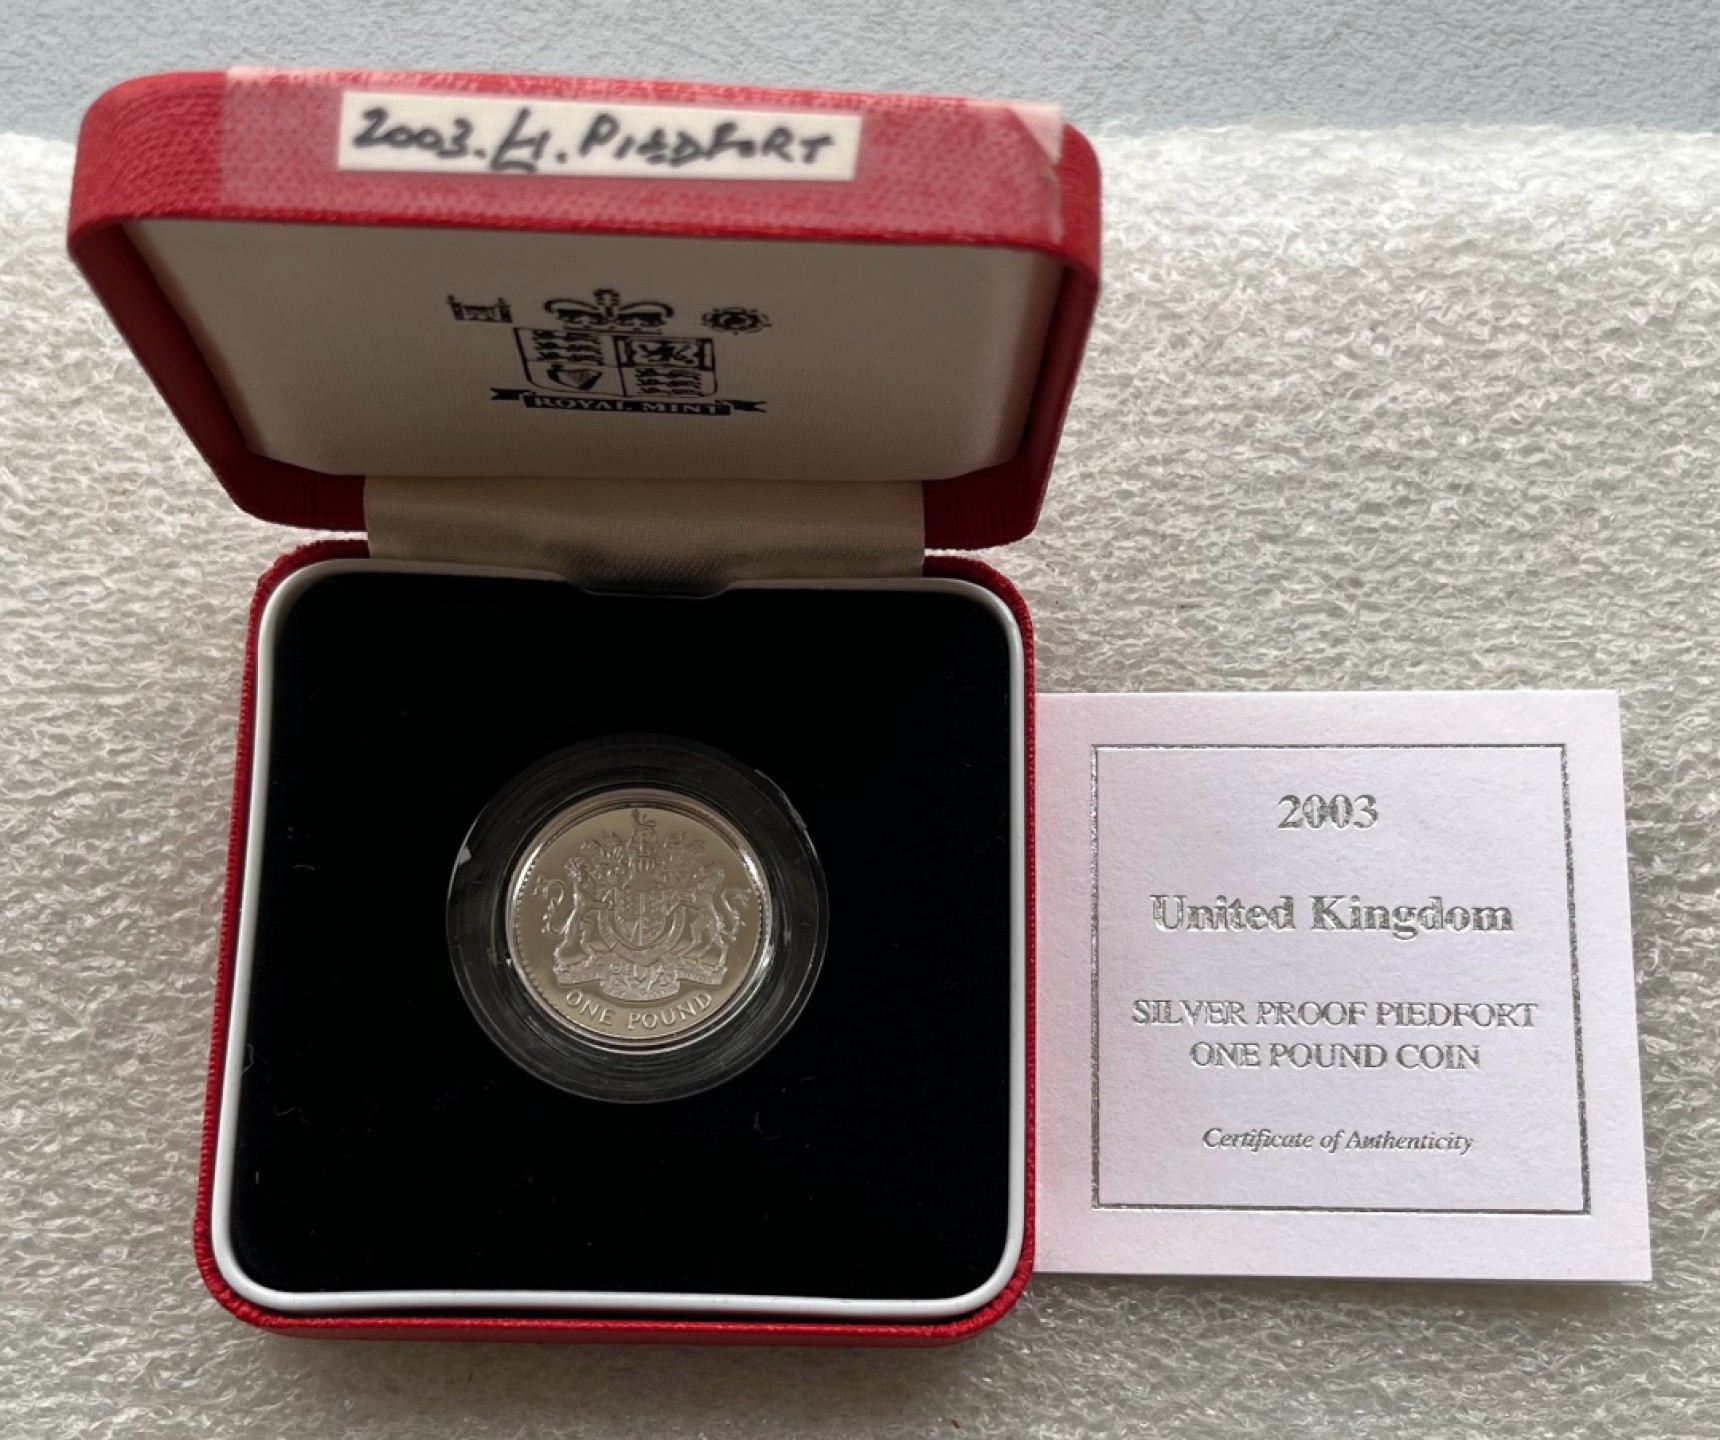 2003. £1. PIEDFORT
ROYAL MINT
ONE POUND
2003
United Kingdom
SILVER PROOF PIEDFORT
ONE POUND COIN
Certificate of Authenticity